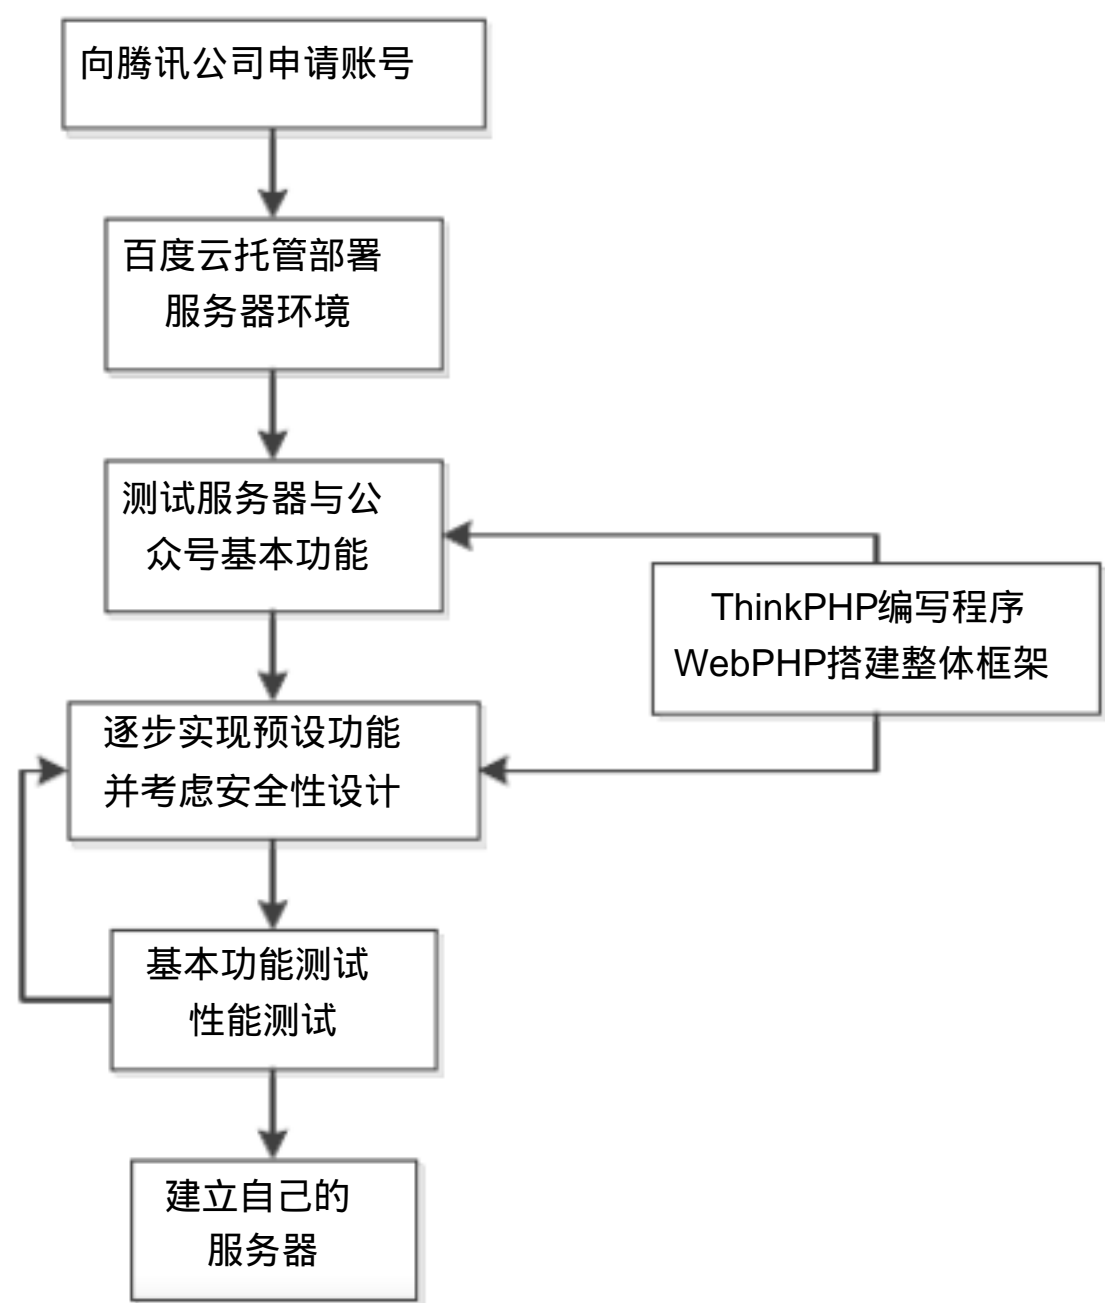 向腾讯公司申请账号
百度云托管部署
服务器环境
测试服务器与公
众号基本功能
ThinkPHP编写程序
WebPHP搭建整体框架
逐步实现预设功能
并考虑安全性设计
基本功能测试
性能测试
建立自己的
服务器